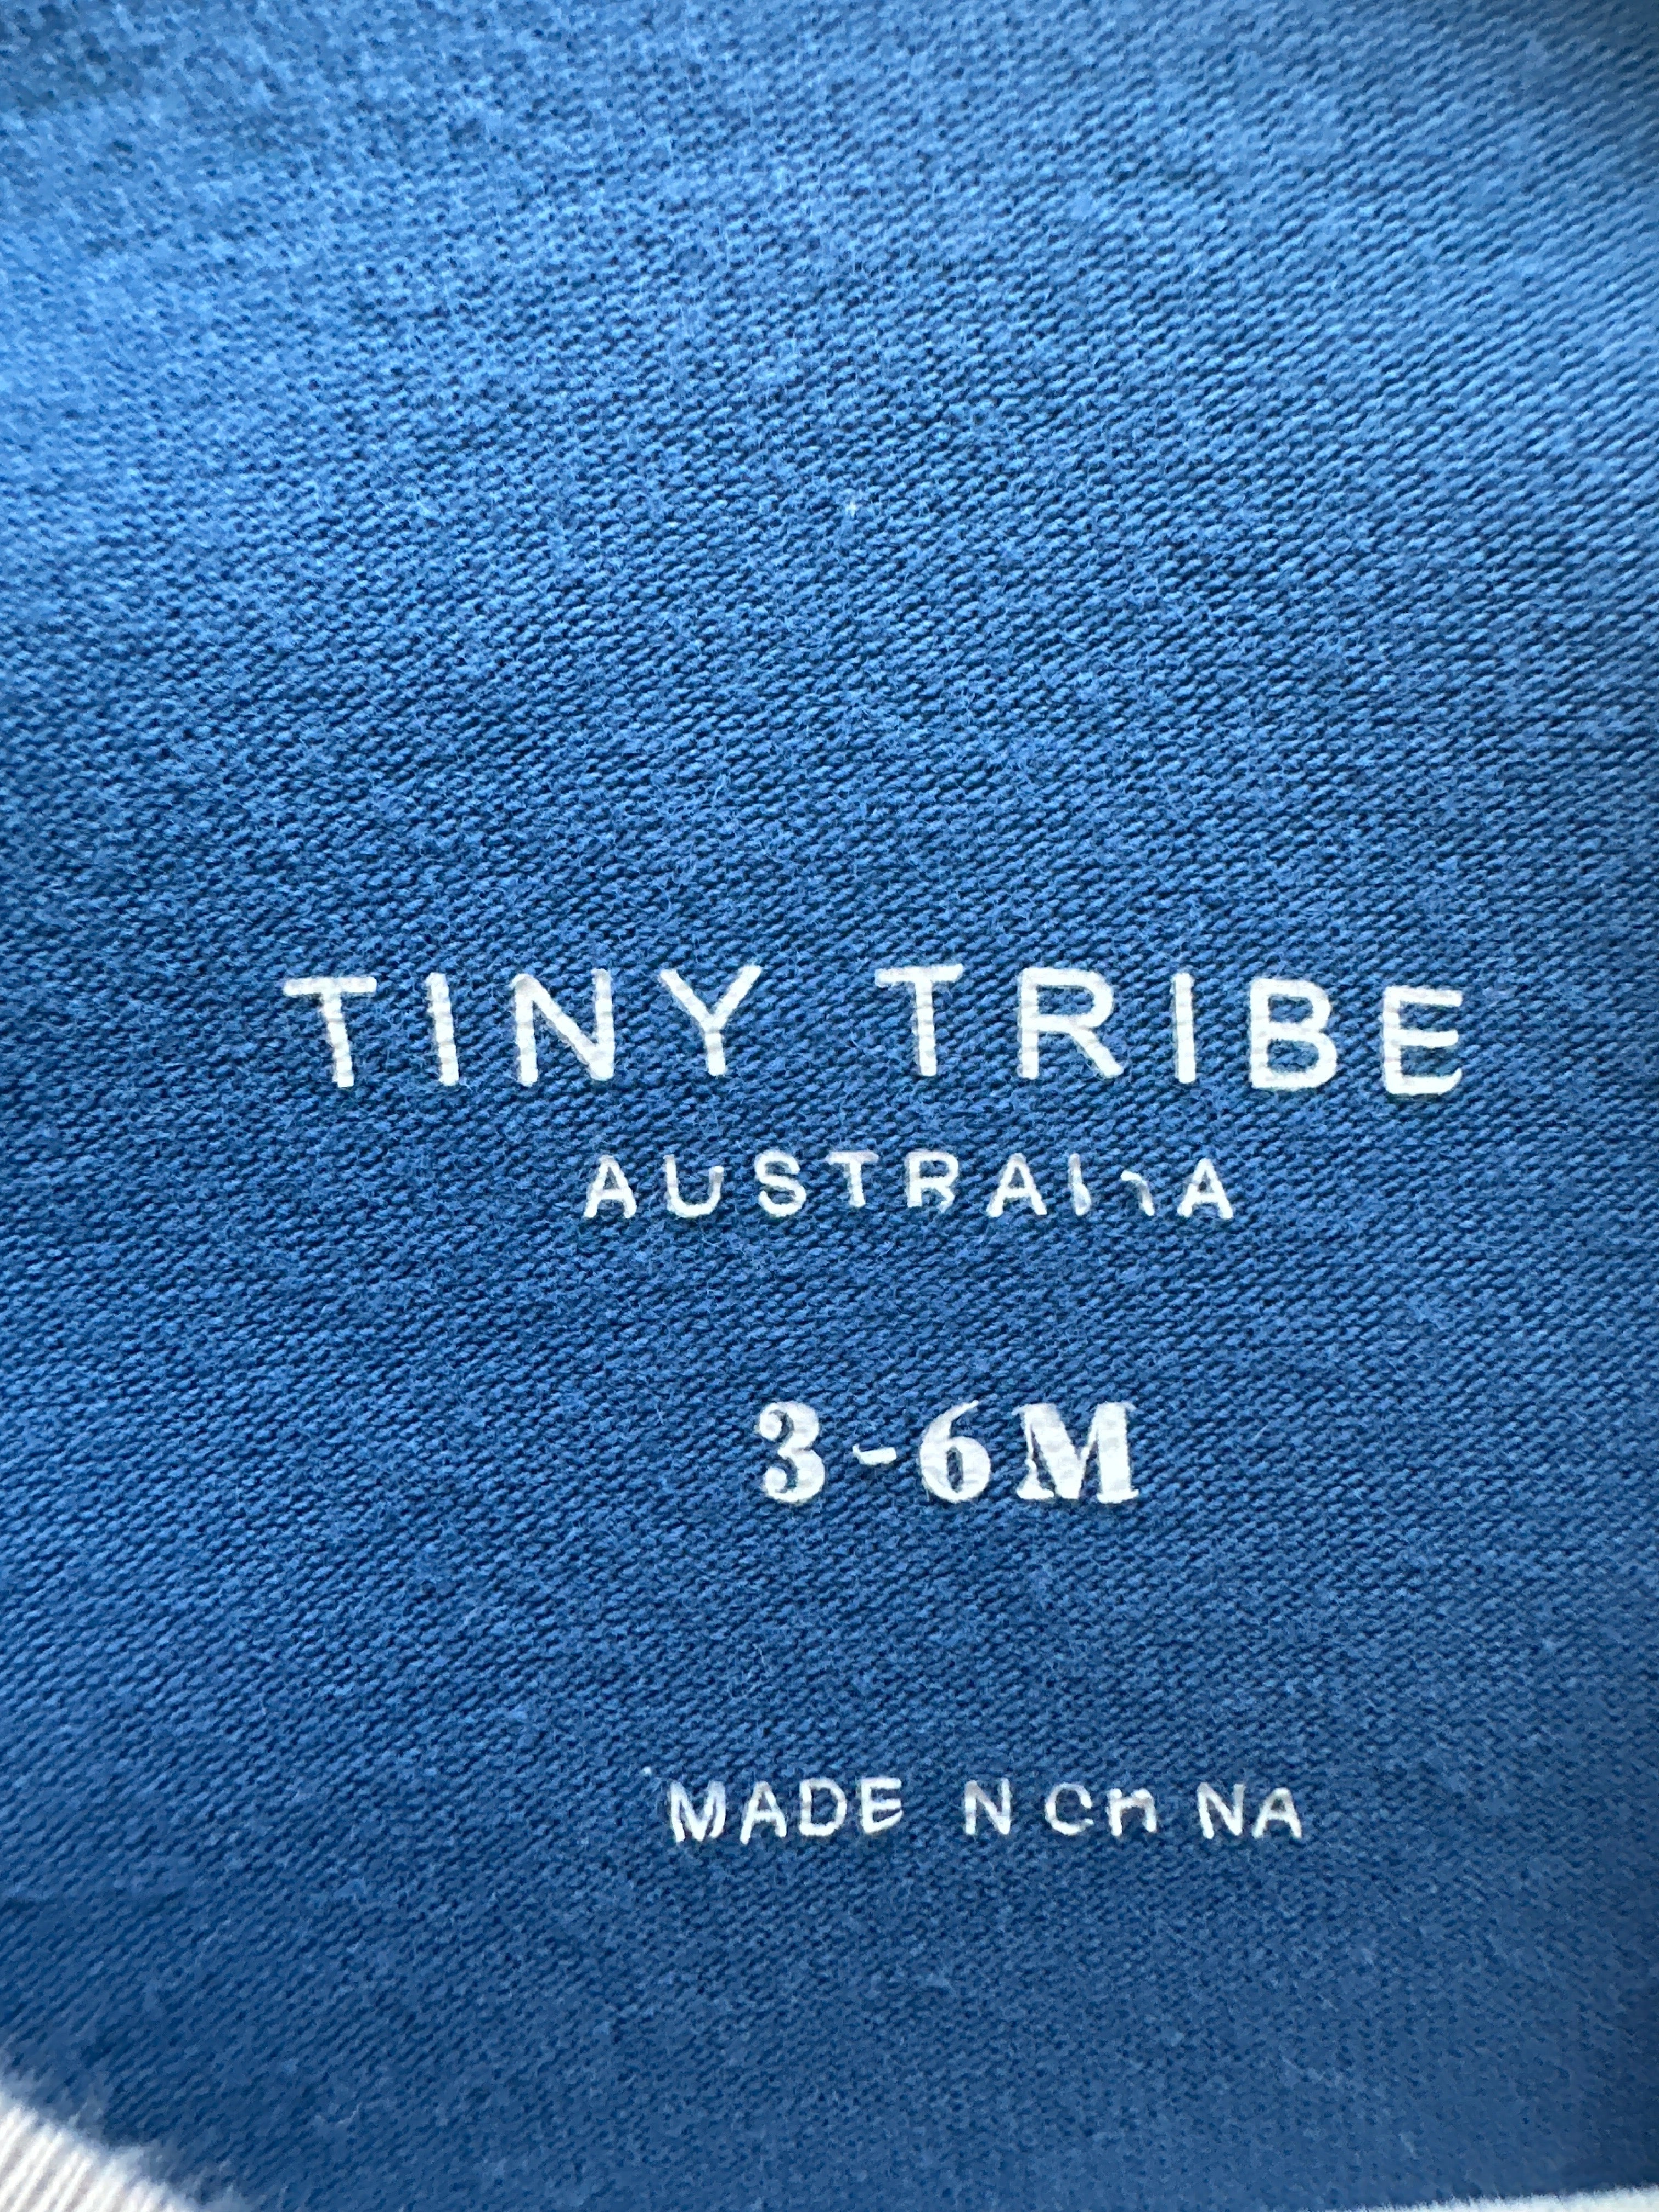 TINY TRIBE
AUSTRALIA
3-6M
MADE IN CHINA